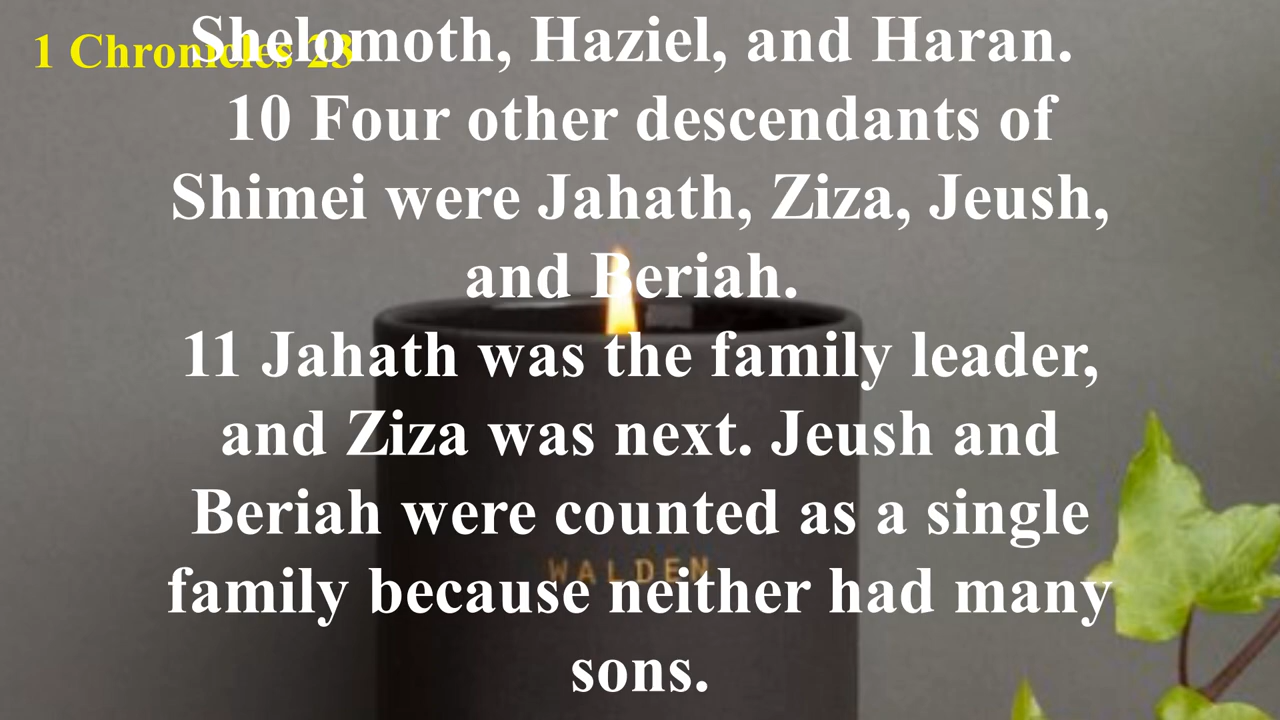 1 Chronicles 23
Shelomoth, Haziel, and Haran.
10 Four other descendants of
Shimei were Jahath, Ziza, Jeush,
and Beriah.
11 Jahath was the family leader,
and Ziza was next. Jeush and
Beriah were counted as a single
WALDEN
family because neither had many
sons.